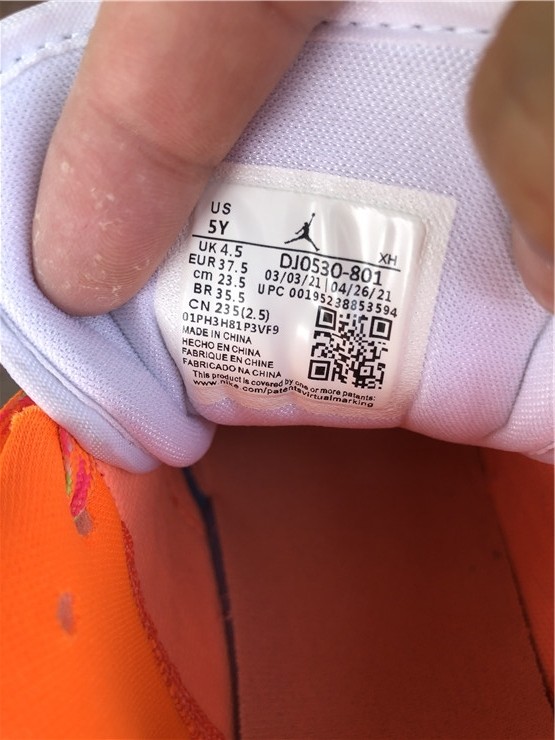 US
5Y
UK 4.5
EUR 37.5
cm 23.5
BR 35.5
CN 235(2.5)
XH
DJ0530-801
03/03/21 | 04/26/21
UPC 00195238853594
01PH3H81P3VF9
MADE IN CHINA
HECHO EN CHINA
FABRIQUE EN CHINE
FABRICADO NA CHINA
This product is covered by one or more patents:
www.nike.com/patentsvirtualmarking